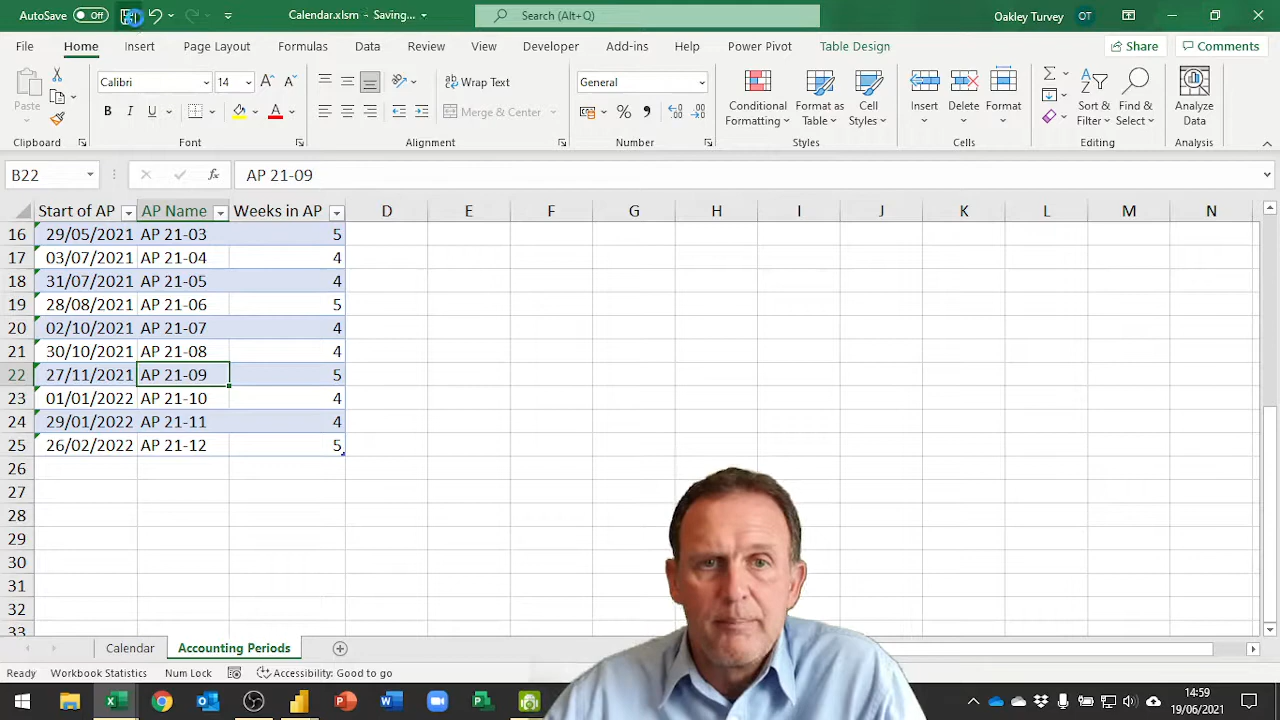 AutoSave Off Calendar.xlsm - Saving... Search (Alt+Q) Oakley Turvey OT
File Home Insert Page Layout Formulas Data Review View Developer Add-ins Help Power Pivot Table Design Share Comments
Paste Calibri 14 Wrap Text General Conditional Formatting Format as Table Cell Styles Insert Delete Format Sort & Filter Find & Select Analyze Data
B I U Merge & Center
Clipboard Font Alignment Number Styles Cells Editing Analysis
B22 fx AP 21-09
Start of AP AP Name Weeks in AP D E F G H I J K L M N
16 29/05/2021 AP 21-03 5
17 03/07/2021 AP 21-04 4
18 31/07/2021 AP 21-05 4
19 28/08/2021 AP 21-06 5
20 02/10/2021 AP 21-07 4
21 30/10/2021 AP 21-08 4
22 27/11/2021 AP 21-09 5
23 01/01/2022 AP 21-10 4
24 29/01/2022 AP 21-11 4
25 26/02/2022 AP 21-12 5
26
27
28
29
30
31
32
33
Calendar Accounting Periods
Ready Workbook Statistics Num Lock Accessibility: Good to go
14:59
19/06/2021